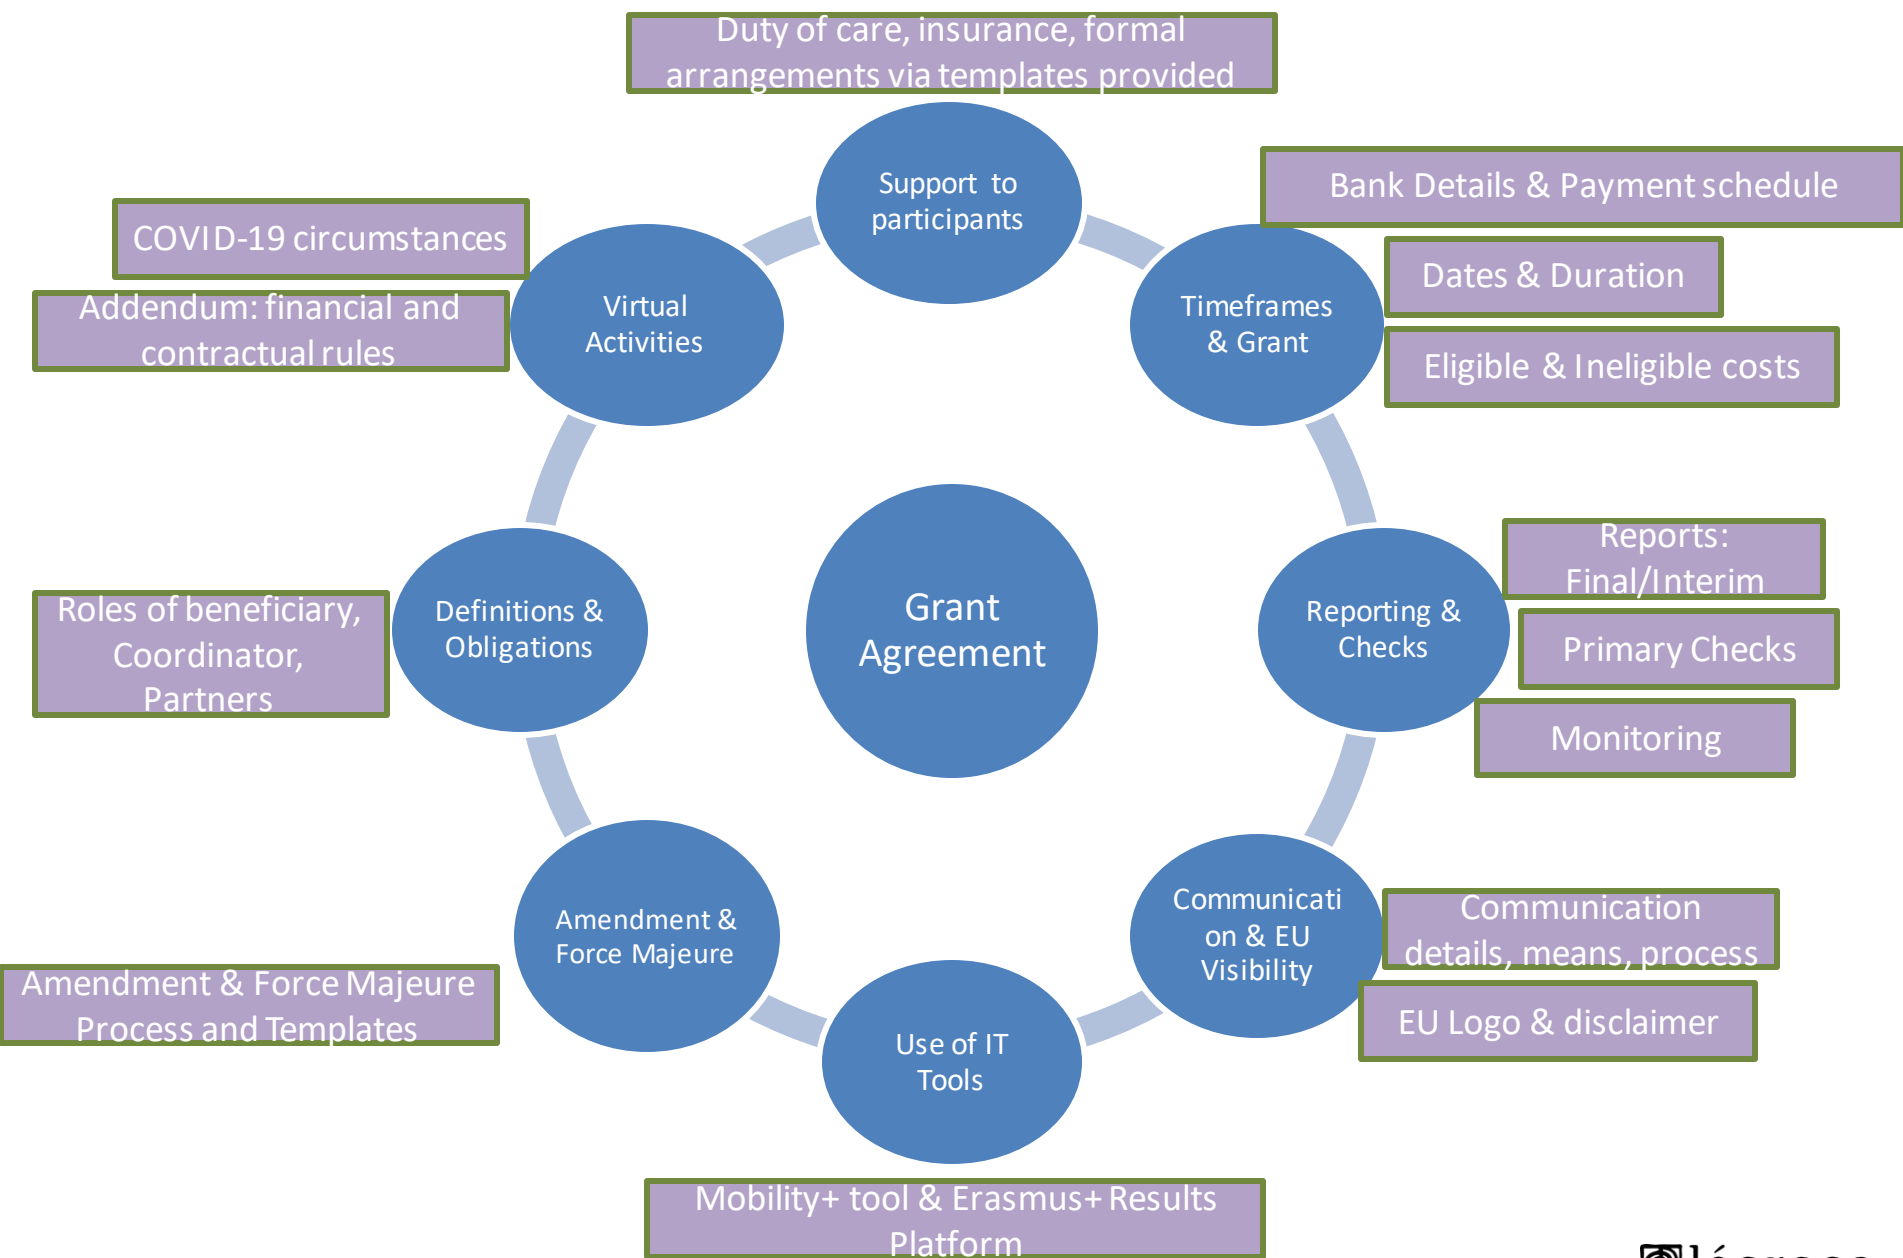 Duty of care, insurance, formal
arrangements via templates provided
Support to
participants
Bank Details & Payment schedule
Dates & Duration
Eligible & Ineligible costs
Timeframes
& Grant
COVID-19 circumstances
Addendum: financial and
contractual rules
Virtual
Activities
Reports:
Final/Interim
Primary Checks
Monitoring
Reporting &
Checks
Grant
Agreement
Definitions &
Obligations
Roles of beneficiary,
Coordinator,
Partners
Communicati
on & EU
Visibility
Communication
details, means, process
EU Logo & disclaimer
Amendment &
Force Majeure
Amendment & Force Majeure
Process and Templates
Use of IT
Tools
Mobility+ tool & Erasmus+ Results
Platform